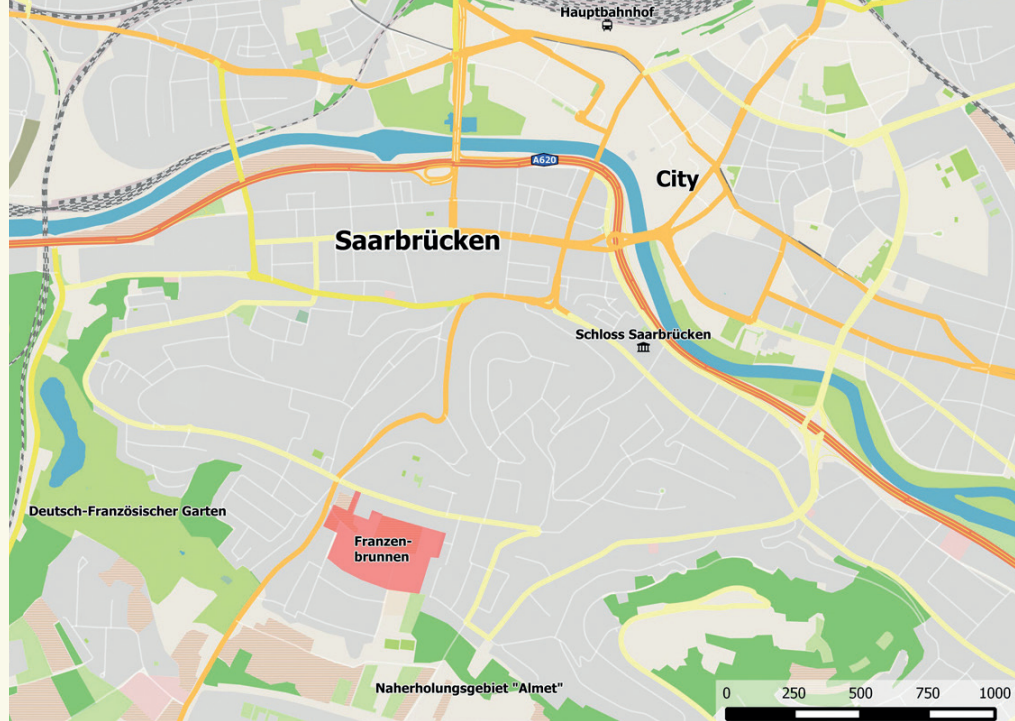 Hauptbahnhof
A620
City
Saarbrücken
Schloss Saarbrücken
Deutsch-Französischer Garten
Franzen-
brunnen
Naherholungsgebiet "Almet"
0 250 500 750 1000